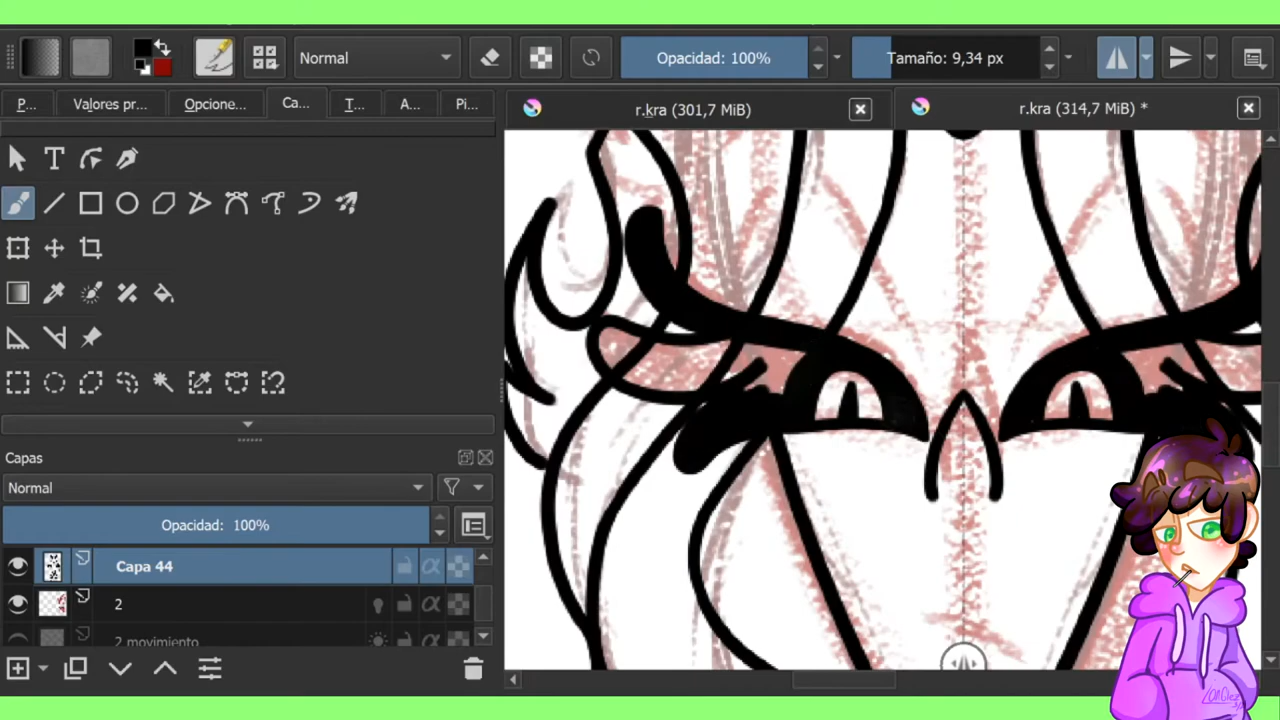 Normal
Opacidad: 100%
Tamaño: 9,34 px
P...
Valores pr...
Opcione...
Ca...
T...
A...
Pi...
r.kra (301,7 MiB)
r.kra (314,7 MiB) *
Capas
Normal
Opacidad: 100%
Capa 44
2
2 movimiento